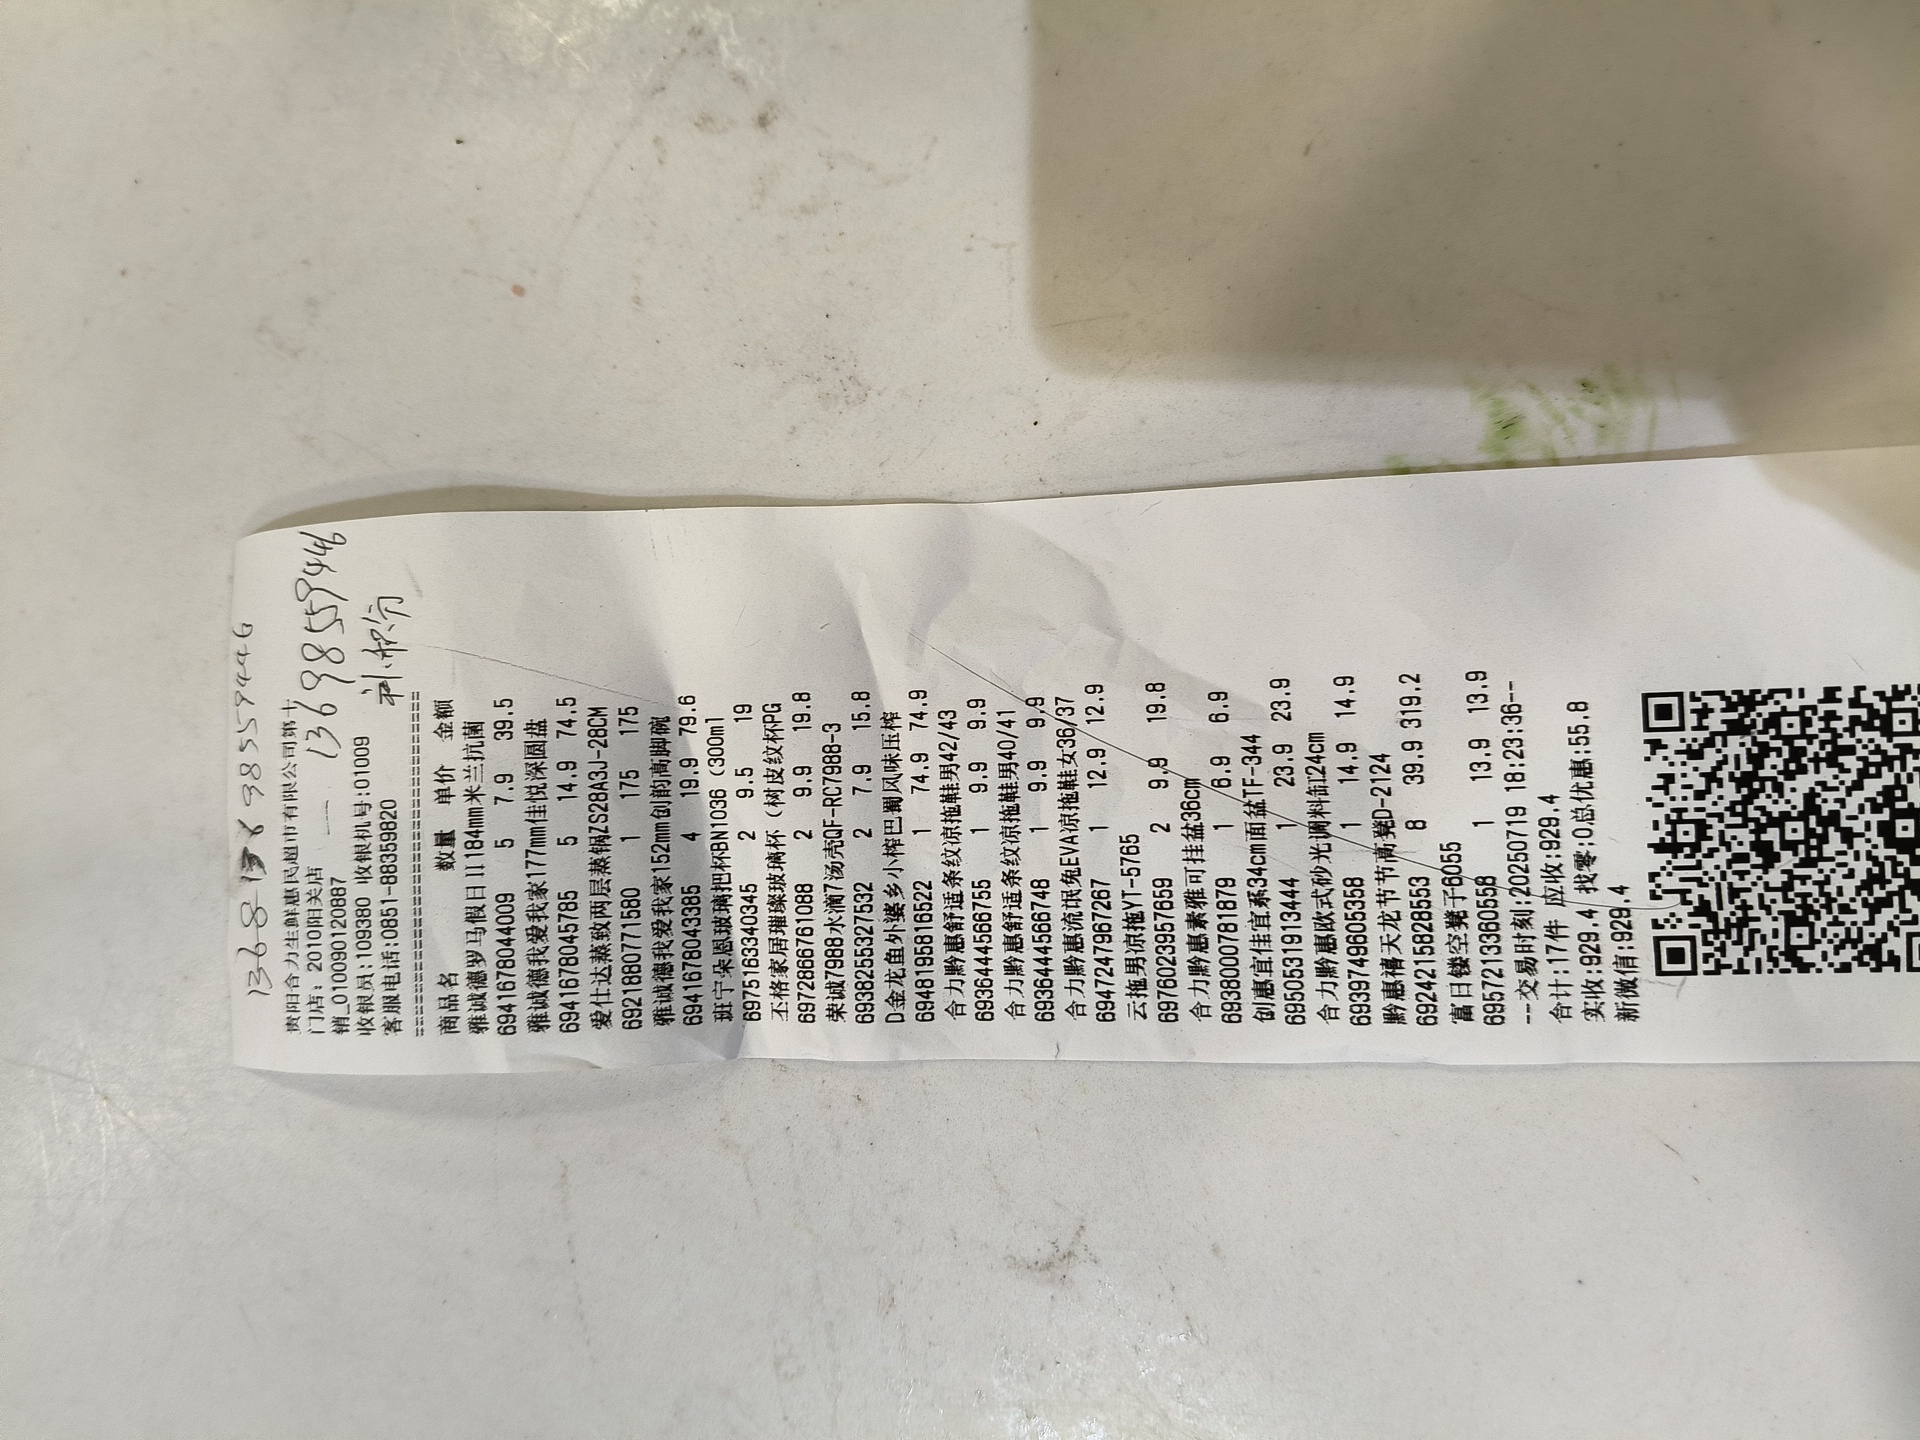 13698559446
贵阳合力生鲜惠民超市有限公司第十
门店: 2010阳关店
13698559446
销_010090120887
收银员:109380 收银机号:01009
补积分
客服电话:0851-88359820
==================================
商品名 数量 单价 金额
雅诚德罗马假日II184mm米兰抗菌
6941678044009 5 7.9 39.5
雅诚德我爱我家177mm佳悦深圆盘
6941678045785 5 14.9 74.5
爱仕达蒸致两层蒸锅ZS28A3J-28CM
6921880771580 1 175 175
雅诚德我爱我家152mm创韵高脚碗
6941678043385 4 19.9 79.6
班宁朵恩玻璃把杯BN1036 (300ml
6975163340345 2 9.5 19
丕格家居璀璨玻璃杯(树皮纹杯PG
6972866761088 2 9.9 19.8
荣诚7988水滴7汤壳QF-RC7988-3
6938255327532 2 7.9 15.8
D金龙鱼外婆乡小榨巴蜀风味压榨
6948195816522 1 74.9 74.9
合力黔惠舒适条纹凉拖鞋男42/43
6936444566755 1 9.9 9.9
合力黔惠舒适条纹凉拖鞋男40/41
6936444566748 1 9.9 9.9
合力黔惠流氓兔EVA凉拖鞋女36/37
6947247967267 1 12.9 12.9
云拖男凉拖YT-5765
6976023957659 2 9.9 19.8
合力黔惠素雅可挂盆36cm
6938000781879 1 6.9 6.9
创惠宜佳宜系34cm面盆TF-344
6950531913444 1 23.9 23.9
合力黔惠欧式砂光调料缸24cm
6939749605358 1 14.9 14.9
黔惠禧天龙节节高凳D-2124
6924215828553 8 39.9 319.2
富日镂空凳子6055
6957213360558 1 13.9 13.9
--交易时刻:20250719 18:23:36--
合计:17件 应收:929.4
实收:929.4 找零:0总优惠:55.8
新微信:929.4